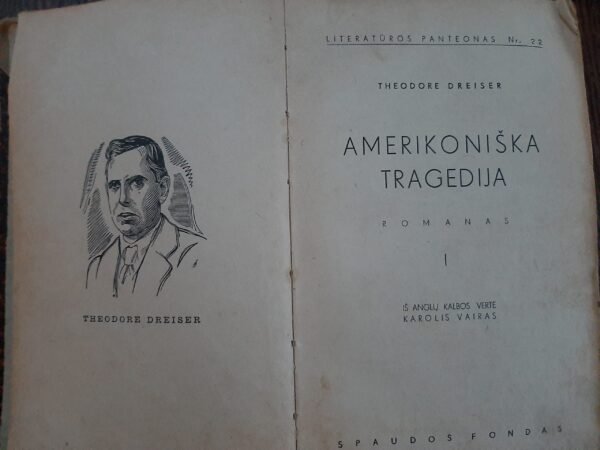 THEODORE DREISER
LITERATŪROS PANTEONAS Nr. 22
THEODORE DREISER
AMERIKONIŠKA
TRAGEDIJA
ROMANAS
I
IŠ ANGLŲ KALBOS VERTĖ
KAROLIS VAIRAS
SPAUDOS FONDAS